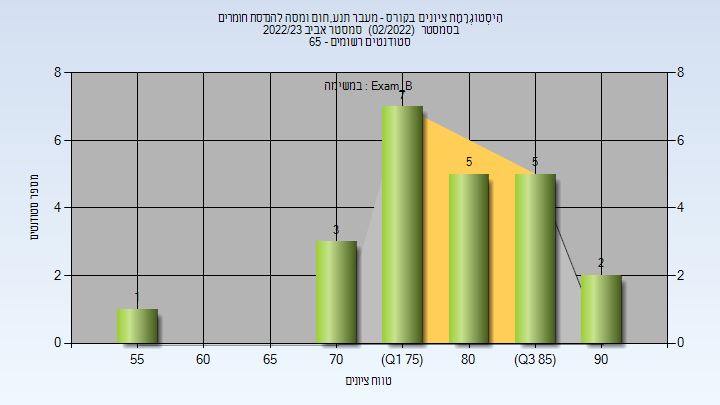 היסטוגרמת ציונים בקורס - מעבר תנע,חום ומסה להנדסת חומרים
בסמסטר (02/2022) סמסטר אביב 2022/23
סטודנטים רשומים - 65
במשימה : Exam_B
מספר סטודנטים
8
6
4
2
0
8
6
4
2
0
1
3
7
5
5
2
55
60
65
70
(Q1 75)
80
(Q3 85)
90
טווח ציונים